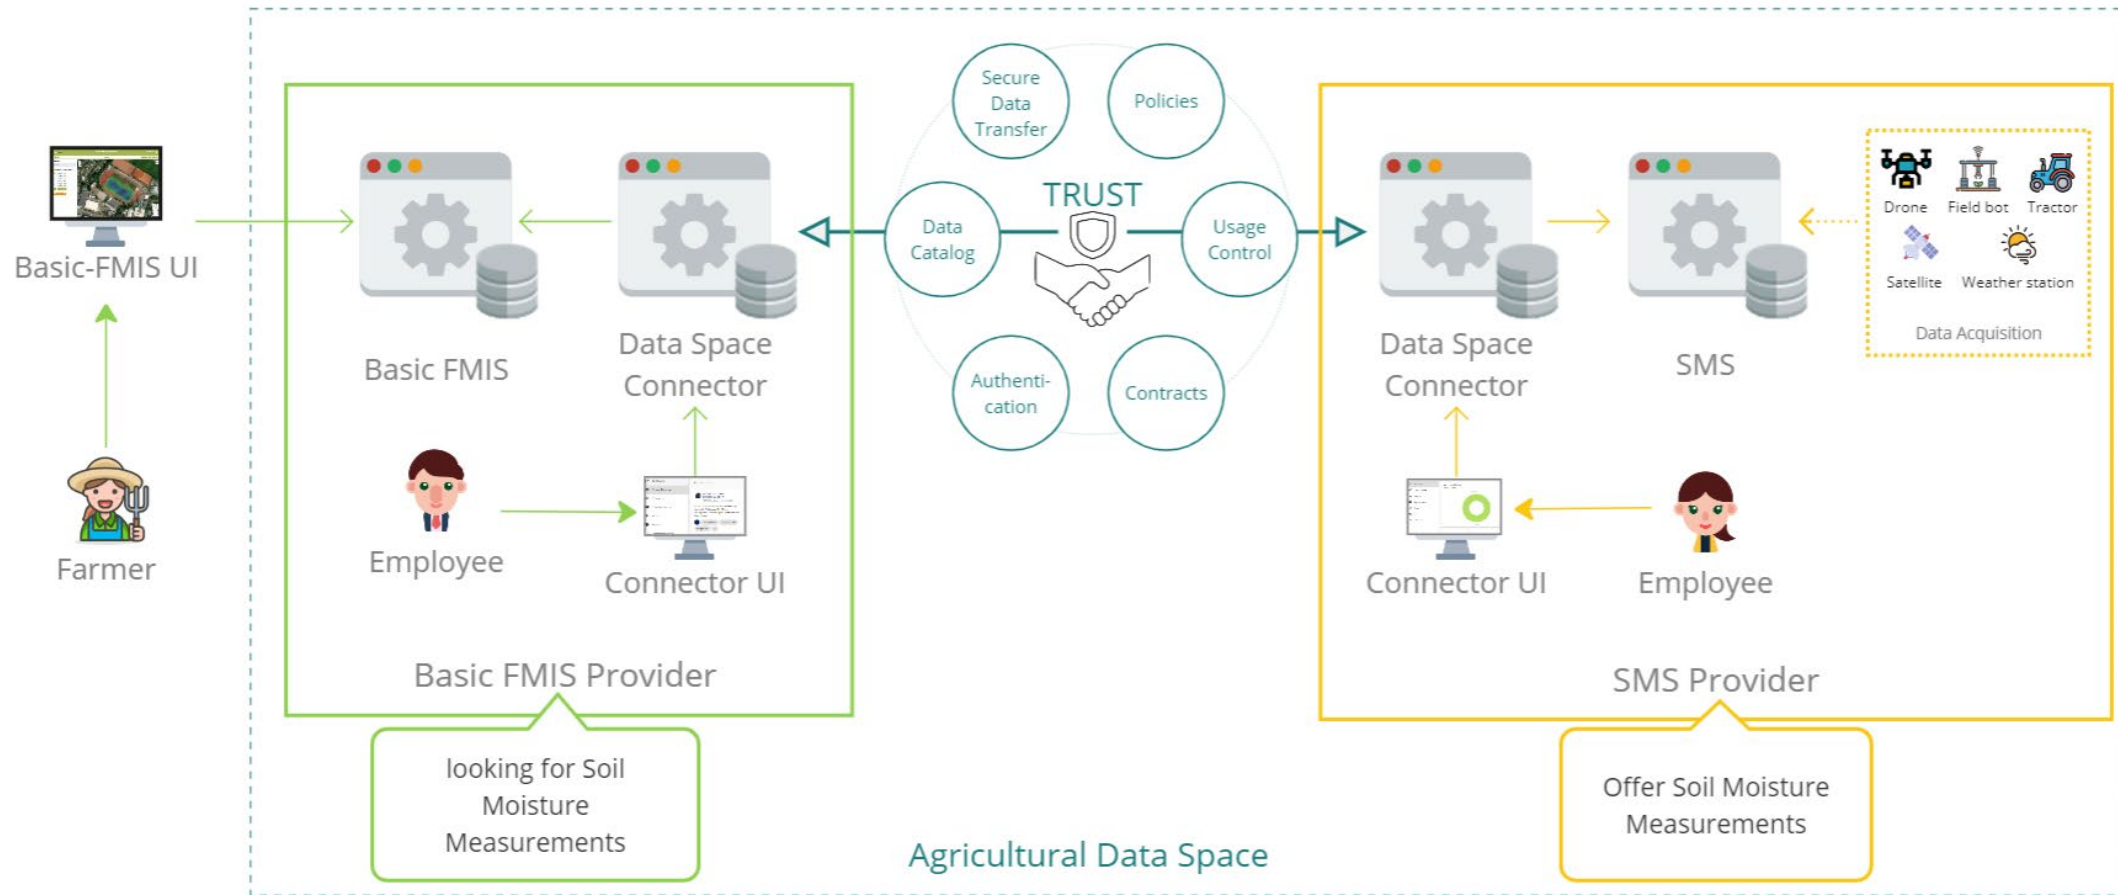 Secure
Data
Transfer
Policies
TRUST
Data
Catalog
Usage
Control
Authenti-
cation
Contracts
Basic-FMIS UI
Farmer
Basic FMIS
Data Space
Connector
Employee
Connector UI
Basic FMIS Provider
looking for Soil
Moisture
Measurements
Data Space
Connector
SMS
Drone
Field bot
Tractor
Satellite
Weather station
Data Acquisition
Connector UI
Employee
SMS Provider
Offer Soil Moisture
Measurements
Agricultural Data Space